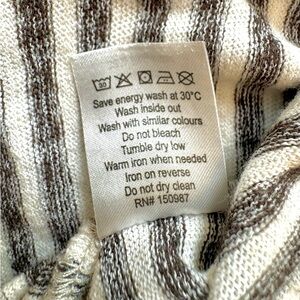 30
Save energy wash at 30°C
Wash inside out
Wash with similar colours
Do not bleach
Tumble dry low
Warm iron when needed
Iron on reverse
Do not dry clean
RN# 150987